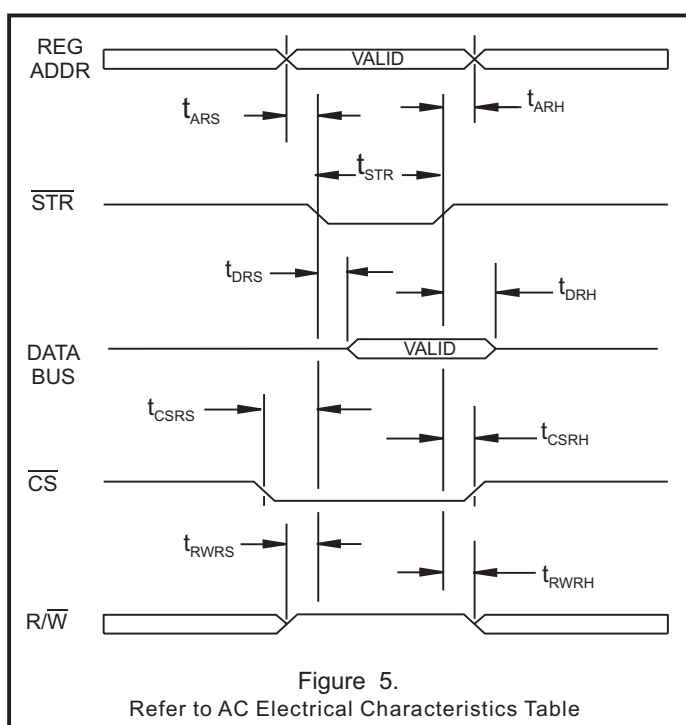 REG
ADDR
VALID
tARS
tARH
tSTR
STR
tDRS
tDRH
DATA
BUS
VALID
tCSRS
tCSRH
CS
tRWRS
tRWRH
R/W
Figure 5.
Refer to AC Electrical Characteristics Table